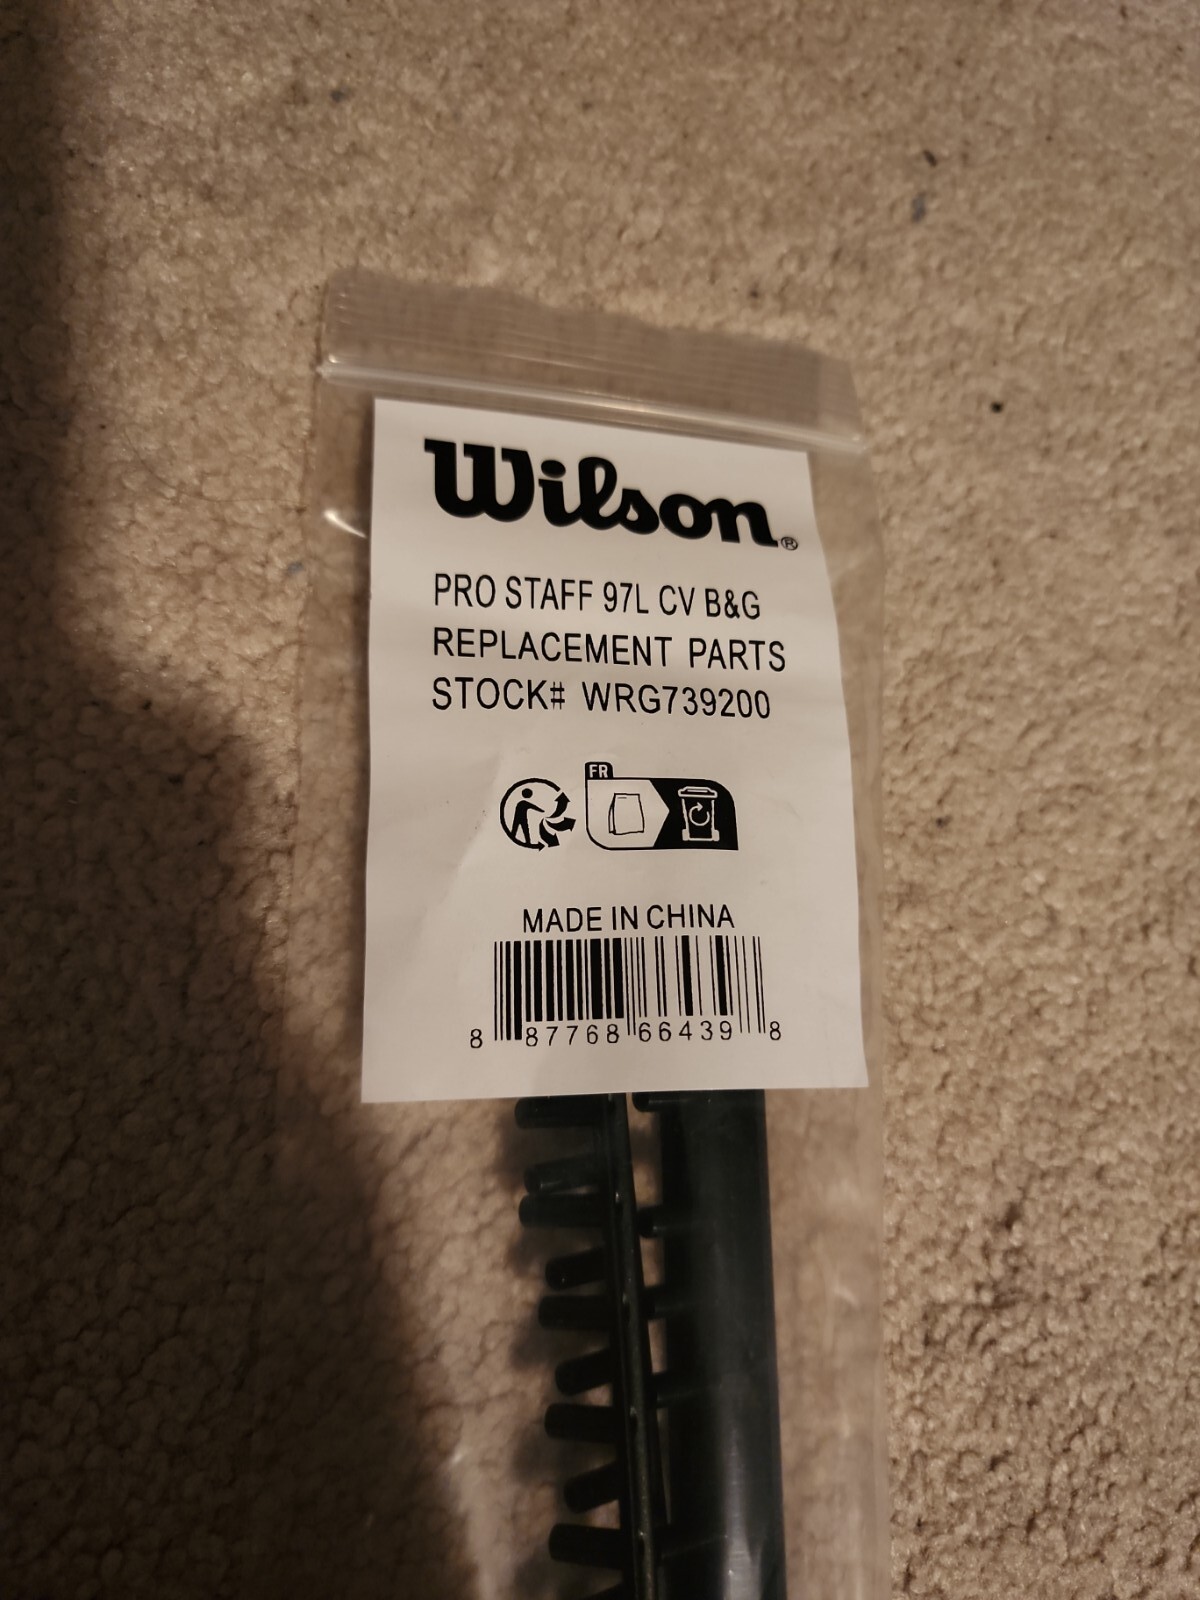 Wilson®
PRO STAFF 97L CV B&G
REPLACEMENT PARTS
STOCK# WRG739200
FR
MADE IN CHINA
8 87768 66439 8